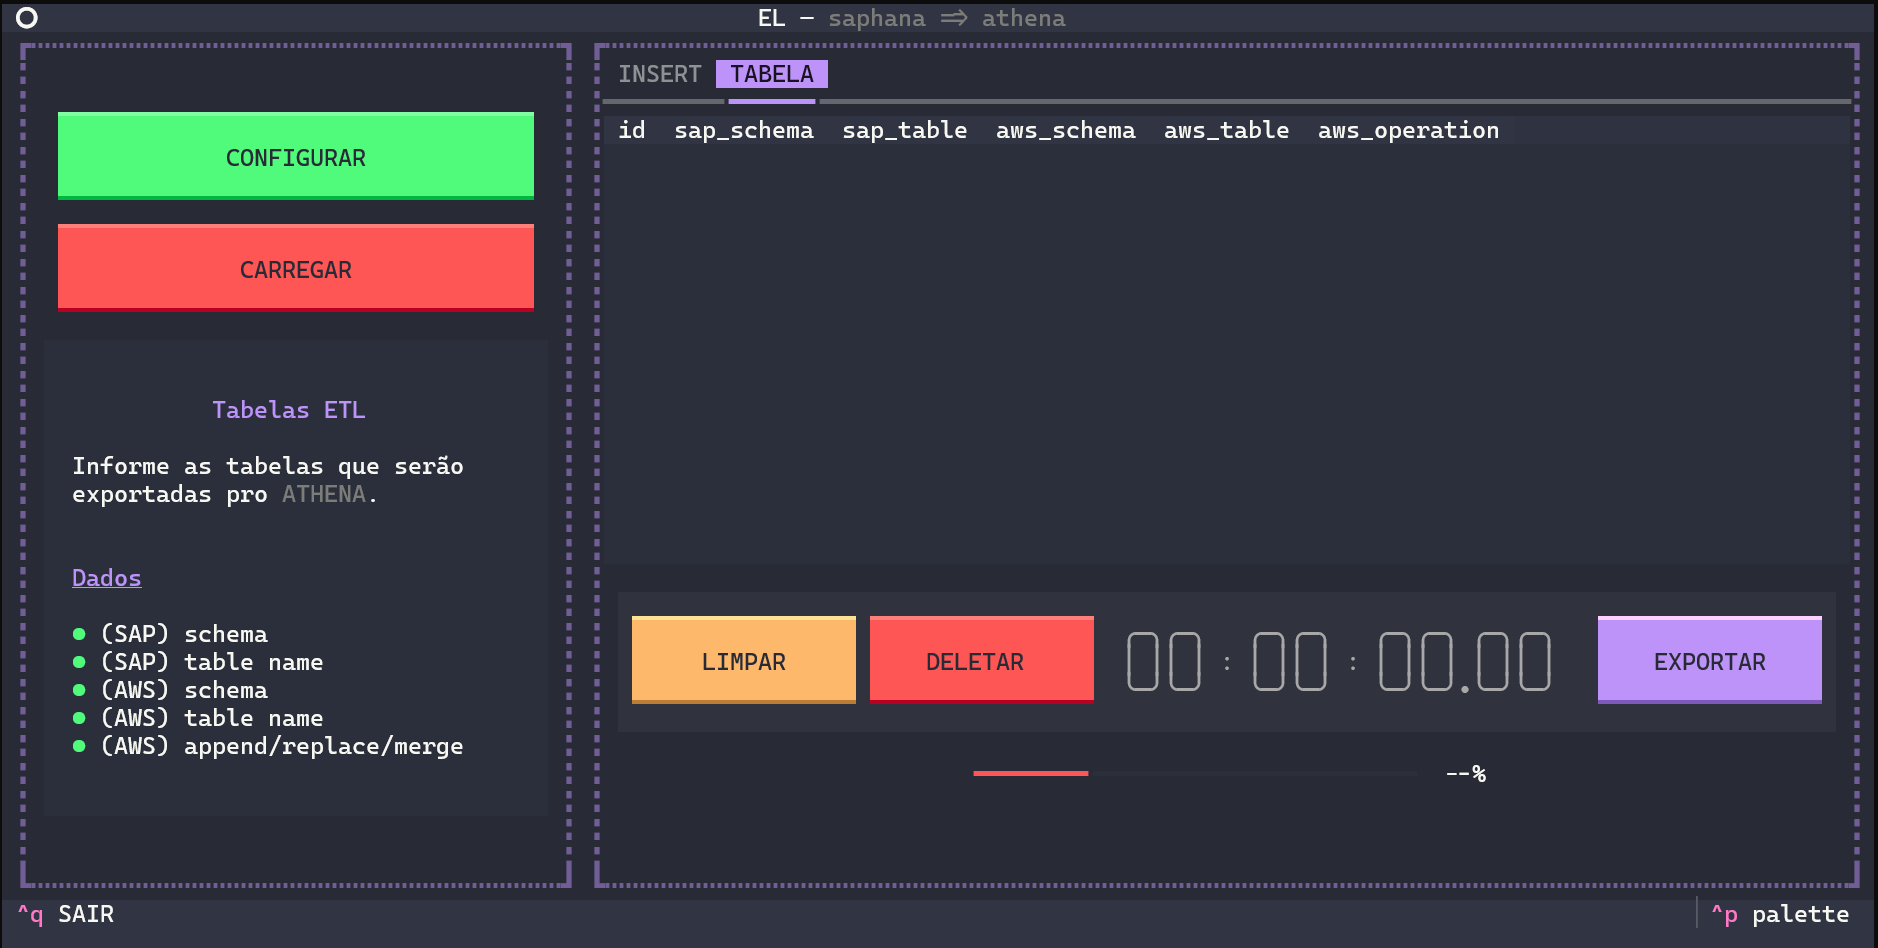 EL — saphana => athena
CONFIGURAR
CARREGAR
Tabelas ETL
Informe as tabelas que serão
exportadas pro ATHENA.
Dados
● (SAP) schema
● (SAP) table name
● (AWS) schema
● (AWS) table name
● (AWS) append/replace/merge
INSERT TABELA
id sap_schema sap_table aws_schema aws_table aws_operation
LIMPAR DELETAR 00:00:00.00 EXPORTAR
--%
^q SAIR ^p palette